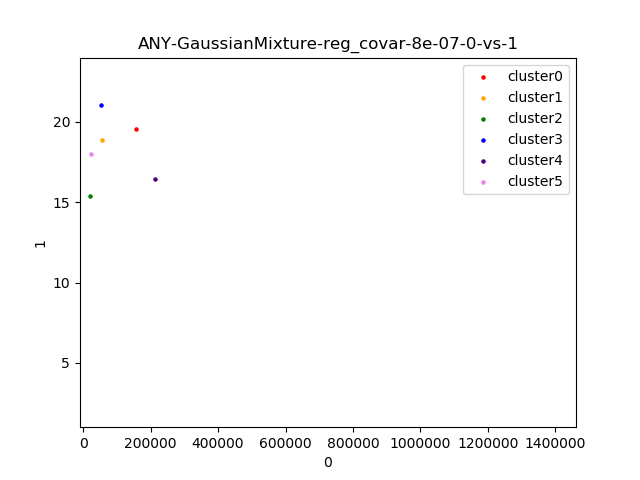 ANY-GaussianMixture-reg_covar-8e-07-0-vs-1
cluster0
cluster1
cluster2
cluster3
cluster4
cluster5
20
15
10
5
1
0
200000
400000
600000
800000
1000000
1200000
1400000
0